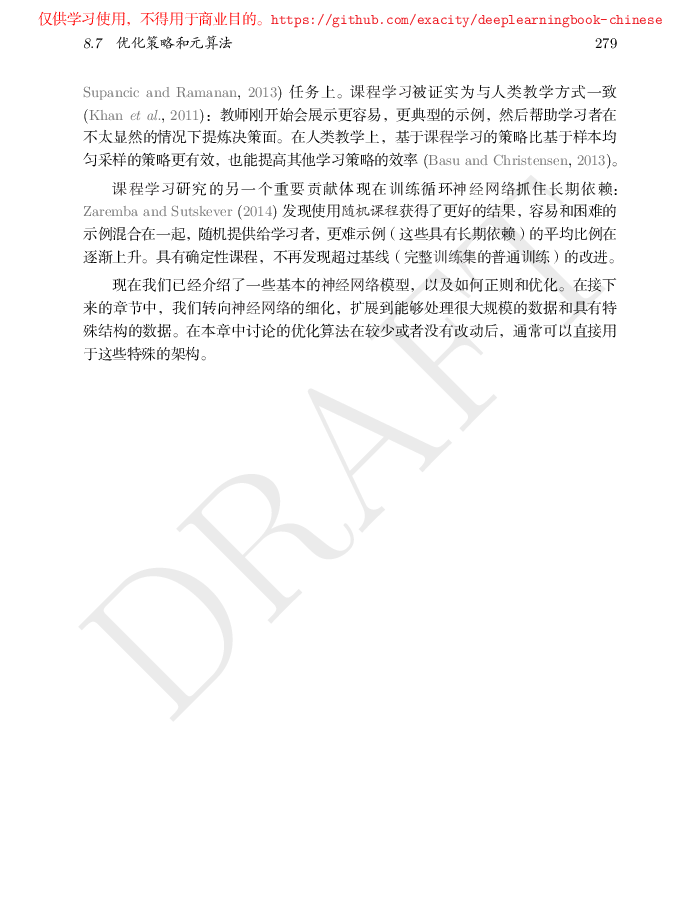 仅供学习使用，不得用于商业目的。https://github.com/exacity/deeplearningbook-chinese
8.7 优化策略和元算法 279
Supancic and Ramanan, 2013) 任务上。课程学习被证实为与人类教学方式一致
(Khan et al., 2011)：教师刚开始会展示更容易，更典型的示例，然后帮助学习者在
不太显然的情况下提炼决策面。在人类教学上，基于课程学习的策略比基于样本均
匀采样的策略更有效，也能提高其他学习策略的效率 (Basu and Christensen, 2013)。
课程学习研究的另一个重要贡献体现在训练循环神经网络抓住长期依赖：
Zaremba and Sutskever (2014) 发现使用随机课程获得了更好的结果，容易和困难的
示例混合在一起，随机提供给学习者，更难示例（这些具有长期依赖）的平均比例在
逐渐上升。具有确定性课程，不再发现超过基线（完整训练集的普通训练）的改进。
现在我们已经介绍了一些基本的神经网络模型，以及如何正则和优化。在接下
来的章节中，我们转向神经网络的细化，扩展到能够处理很大规模的数据和具有特
殊结构的数据。在本章中讨论的优化算法在较少或者没有改动后，通常可以直接用
于这些特殊的架构。
DRAFT